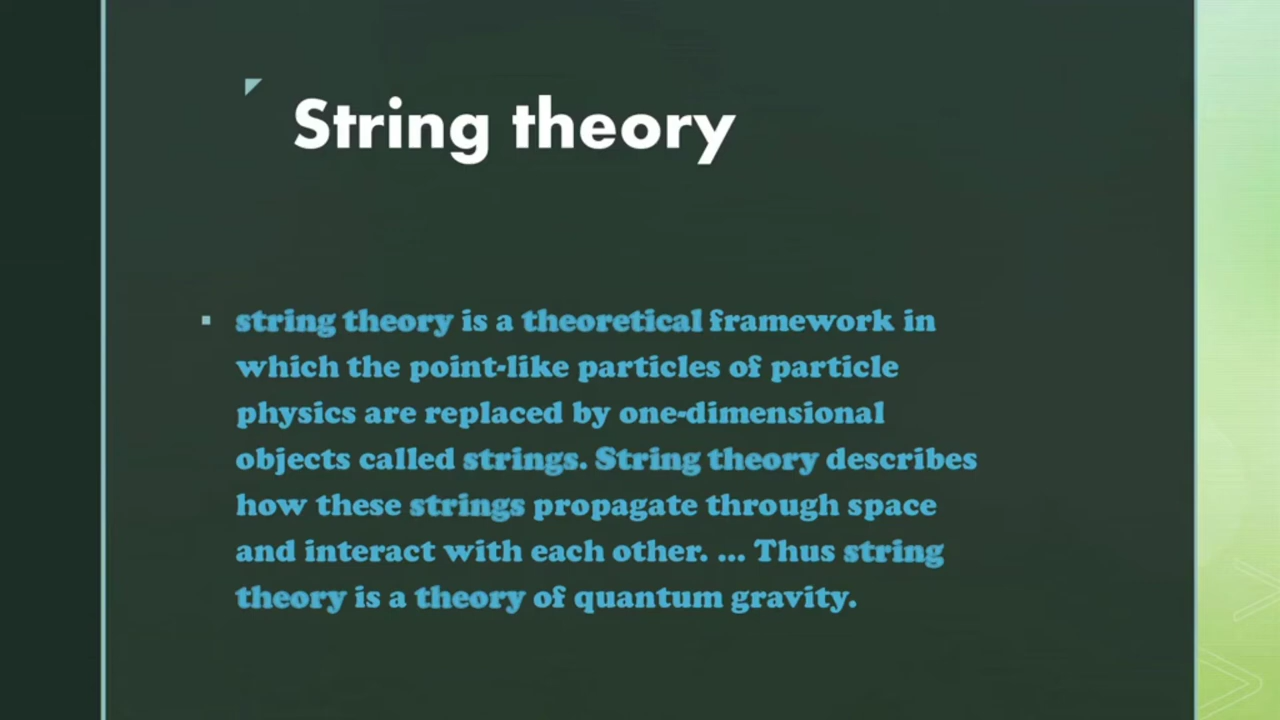 String theory
▪ string theory is a theoretical framework in
which the point-like particles of particle
physics are replaced by one-dimensional
objects called strings. String theory describes
how these strings propagate through space
and interact with each other. ... Thus string
theory is a theory of quantum gravity.